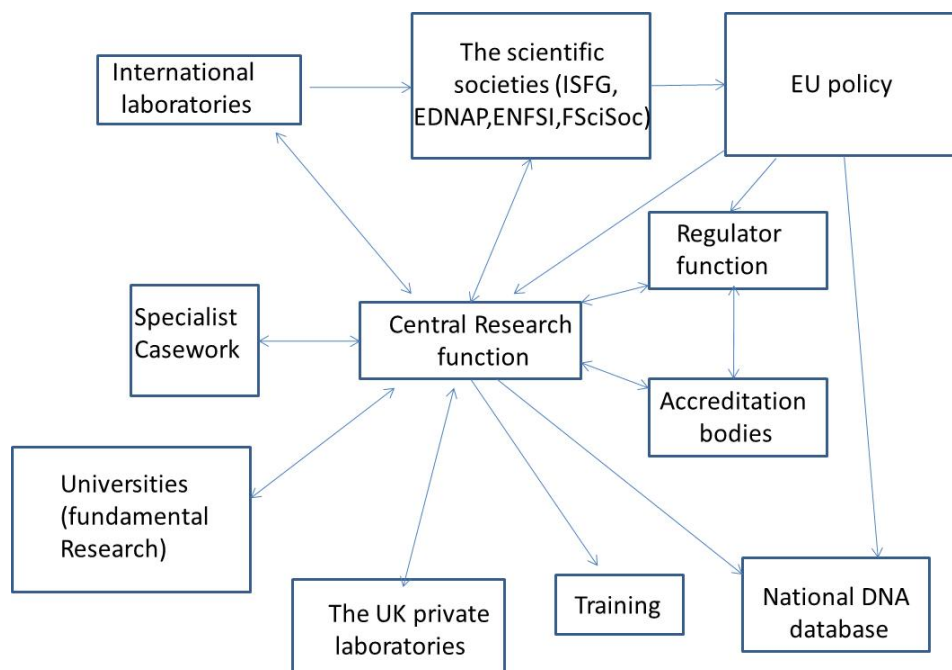 International
laboratories
The scientific
societies (ISFG,
EDNAP,ENFSI,FSciSoc)
EU policy
Regulator
function
Specialist
Casework
Central Research
function
Accreditation
bodies
Universities
(fundamental
Research)
The UK private
laboratories
Training
National DNA
database